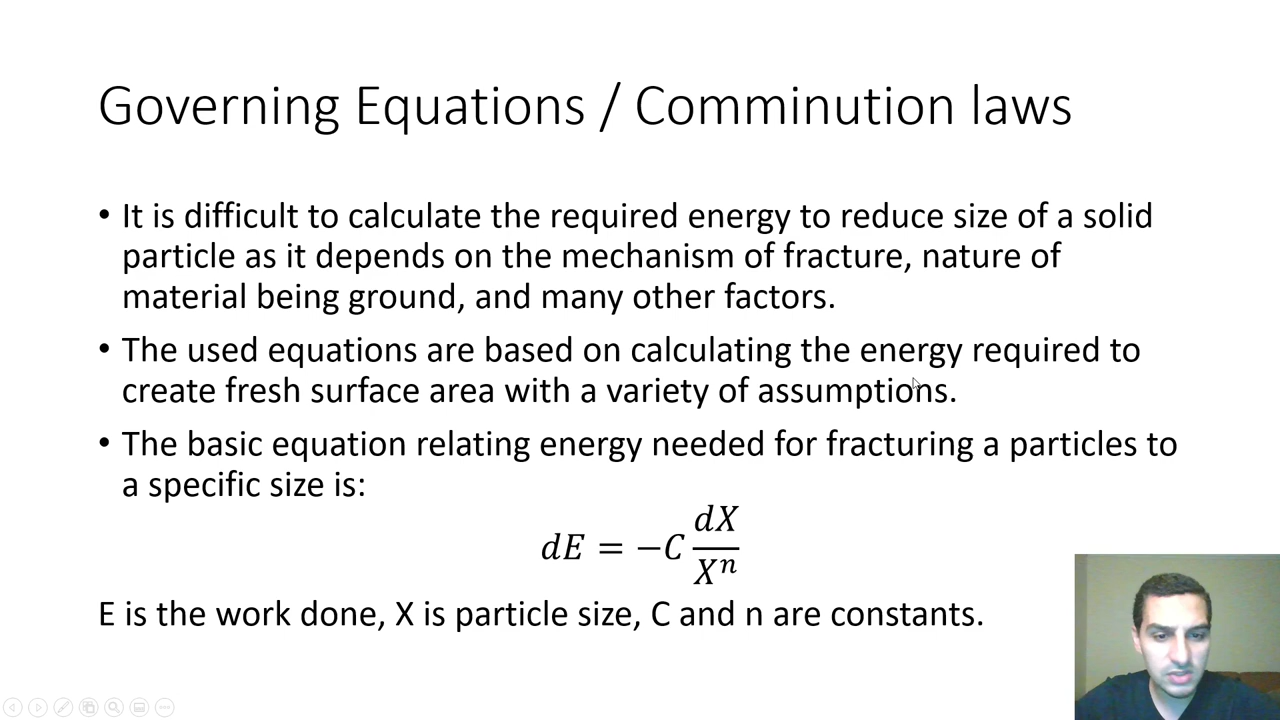 Governing Equations / Comminution laws
• It is difficult to calculate the required energy to reduce size of a solid
particle as it depends on the mechanism of fracture, nature of
material being ground, and many other factors.
• The used equations are based on calculating the energy required to
create fresh surface area with a variety of assumptions.
• The basic equation relating energy needed for fracturing a particles to
a specific size is:
dE = −C dX/Xⁿ
E is the work done, X is particle size, C and n are constants.